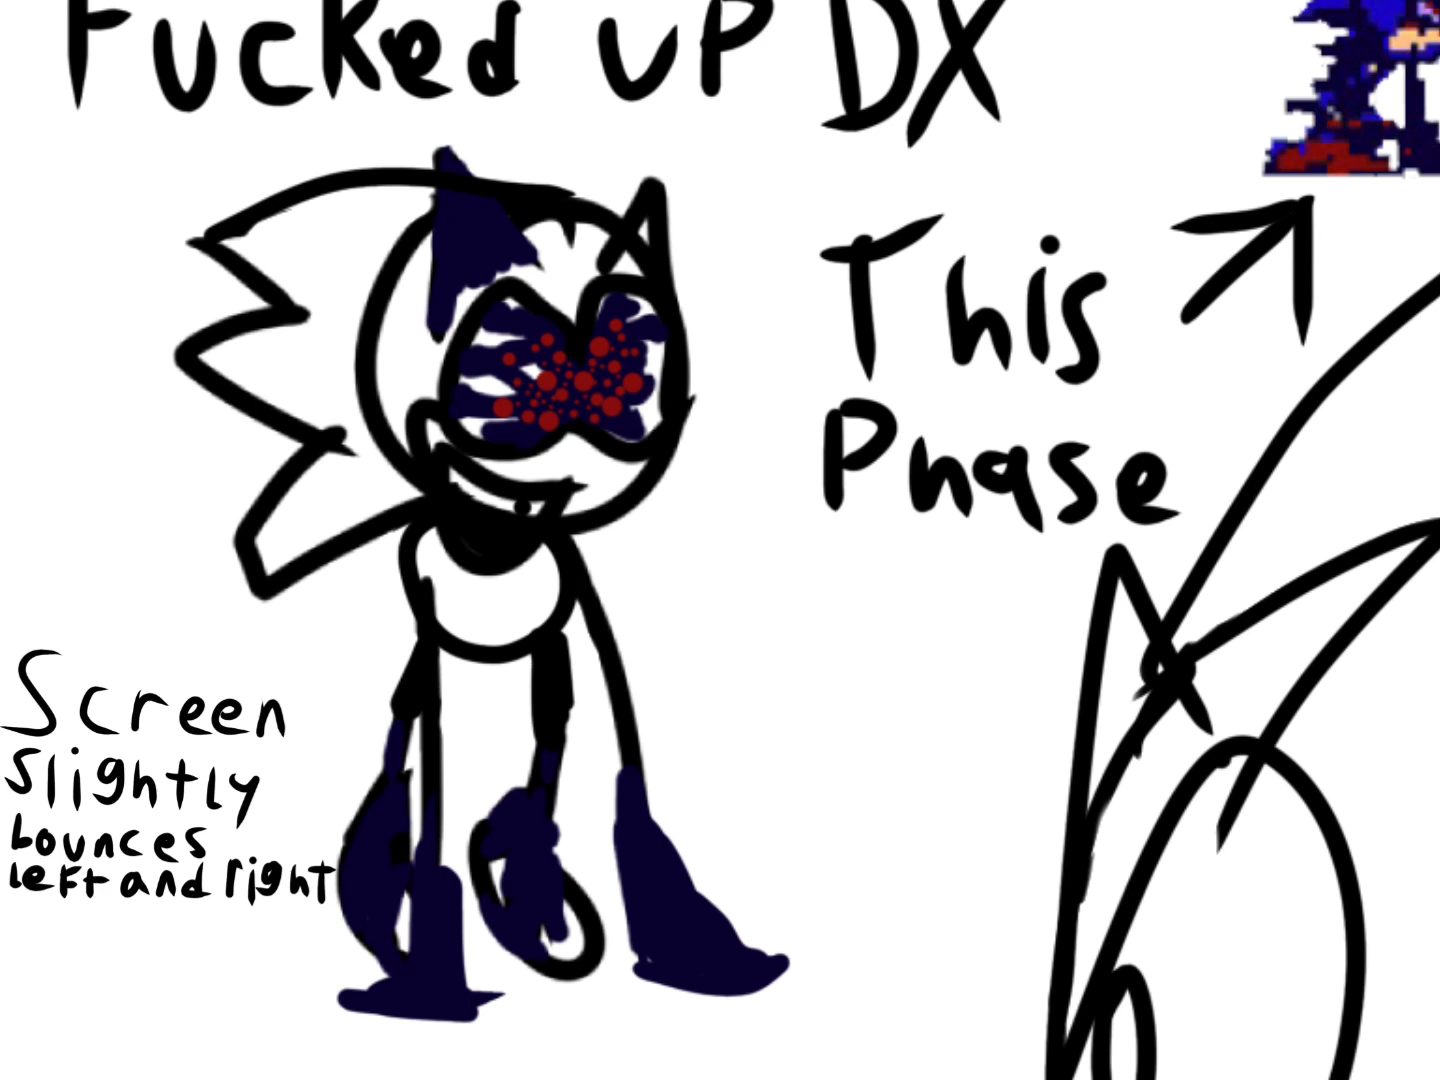 Fucked UP DX
This
Phase
Screen
slightly
bounces
left and right